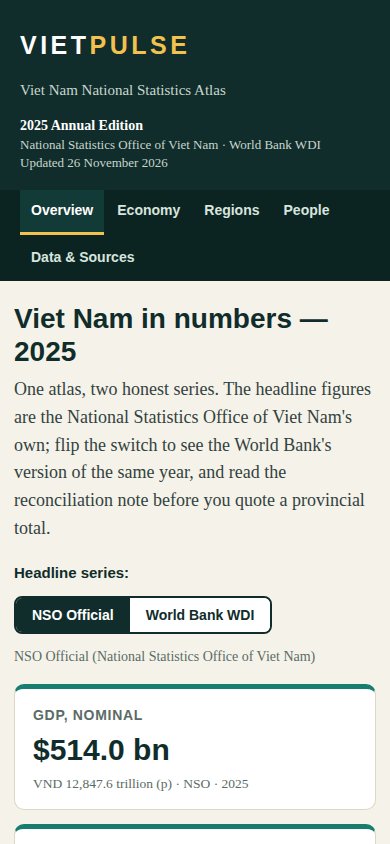 VIETPULSE
Viet Nam National Statistics Atlas
2025 Annual Edition
National Statistics Office of Viet Nam · World Bank WDI
Updated 26 November 2026
Overview Economy Regions People
Data & Sources
Viet Nam in numbers —
2025
One atlas, two honest series. The headline figures
are the National Statistics Office of Viet Nam's
own; flip the switch to see the World Bank's
version of the same year, and read the
reconciliation note before you quote a provincial
total.
Headline series:
NSO Official World Bank WDI
NSO Official (National Statistics Office of Viet Nam)
GDP, NOMINAL
$514.0 bn
VND 12,847.6 trillion (p) · NSO · 2025